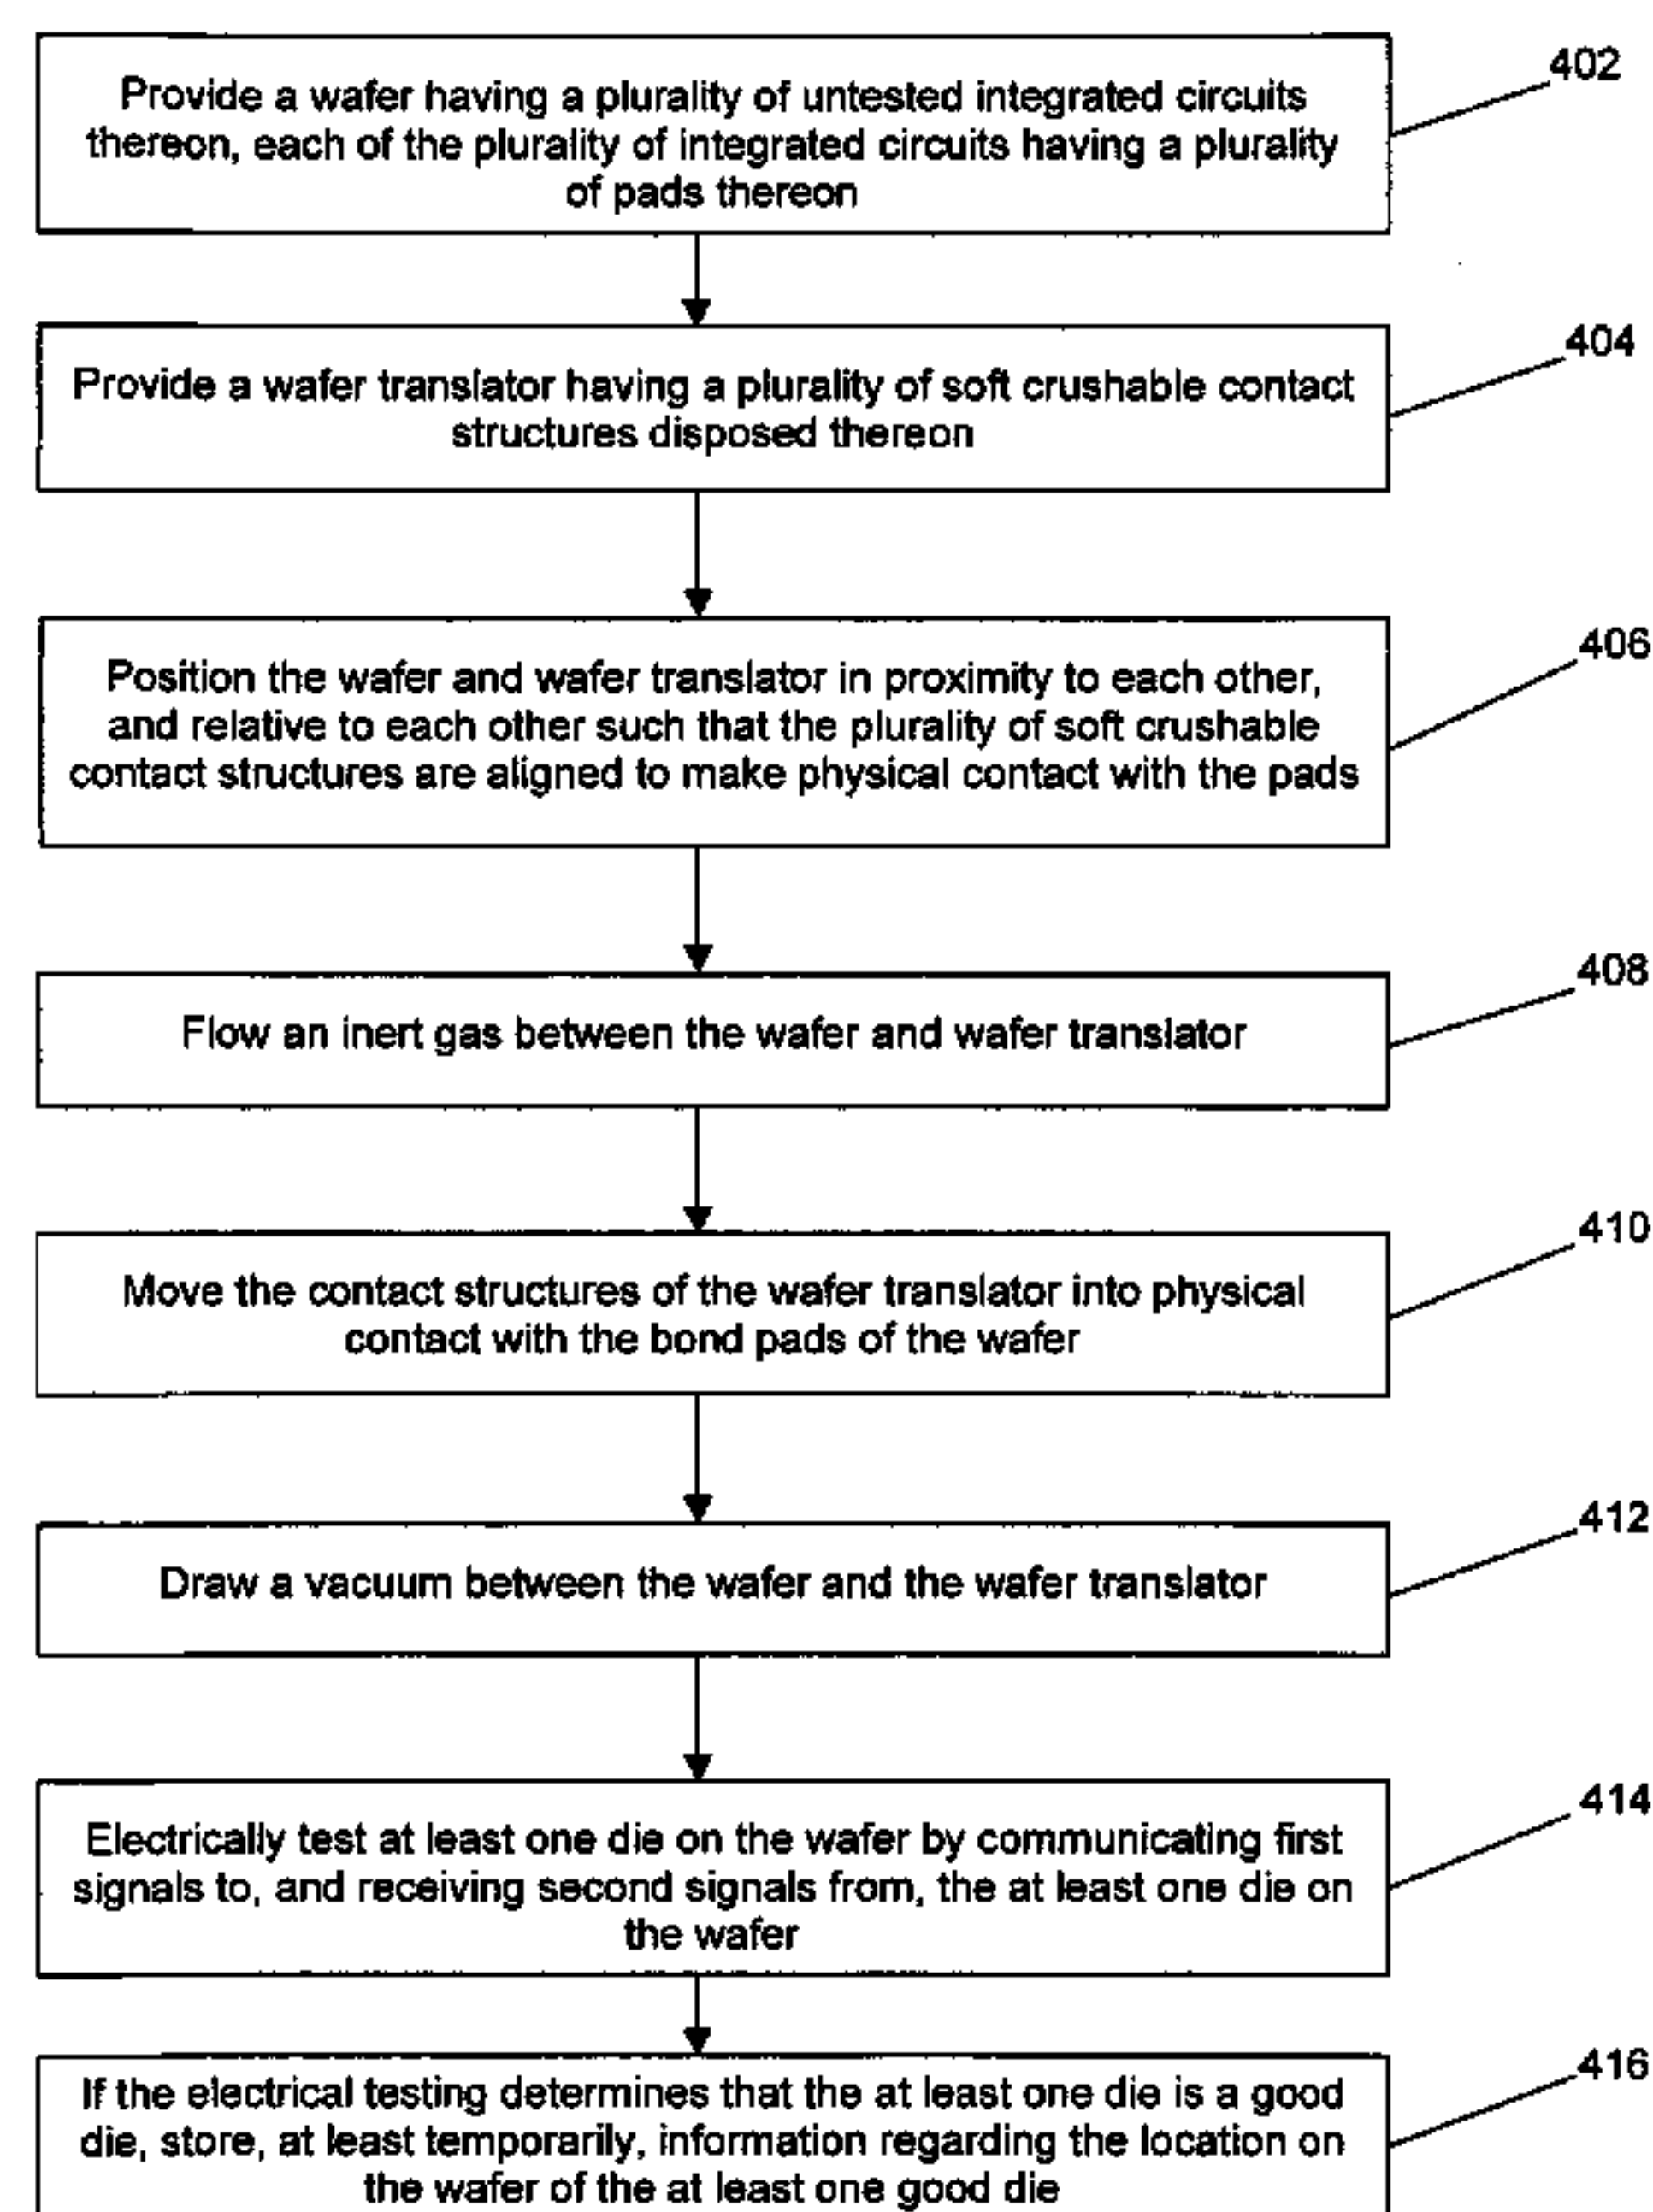 Provide a wafer having a plurality of untested integrated circuits
thereon, each of the plurality of integrated circuits having a plurality
of pads thereon
402
Provide a wafer translator having a plurality of soft crushable contact
structures disposed thereon
404
Position the wafer and wafer translator in proximity to each other,
and relative to each other such that the plurality of soft crushable
contact structures are aligned to make physical contact with the pads
406
Flow an inert gas between the wafer and wafer translator
408
Move the contact structures of the wafer translator into physical
contact with the bond pads of the wafer
410
Draw a vacuum between the wafer and the wafer translator
412
Electrically test at least one die on the wafer by communicating first
signals to, and receiving second signals from, the at least one die on
the wafer
414
If the electrical testing determines that the at least one die is a good
die, store, at least temporarily, information regarding the location on
the wafer of the at least one good die
416